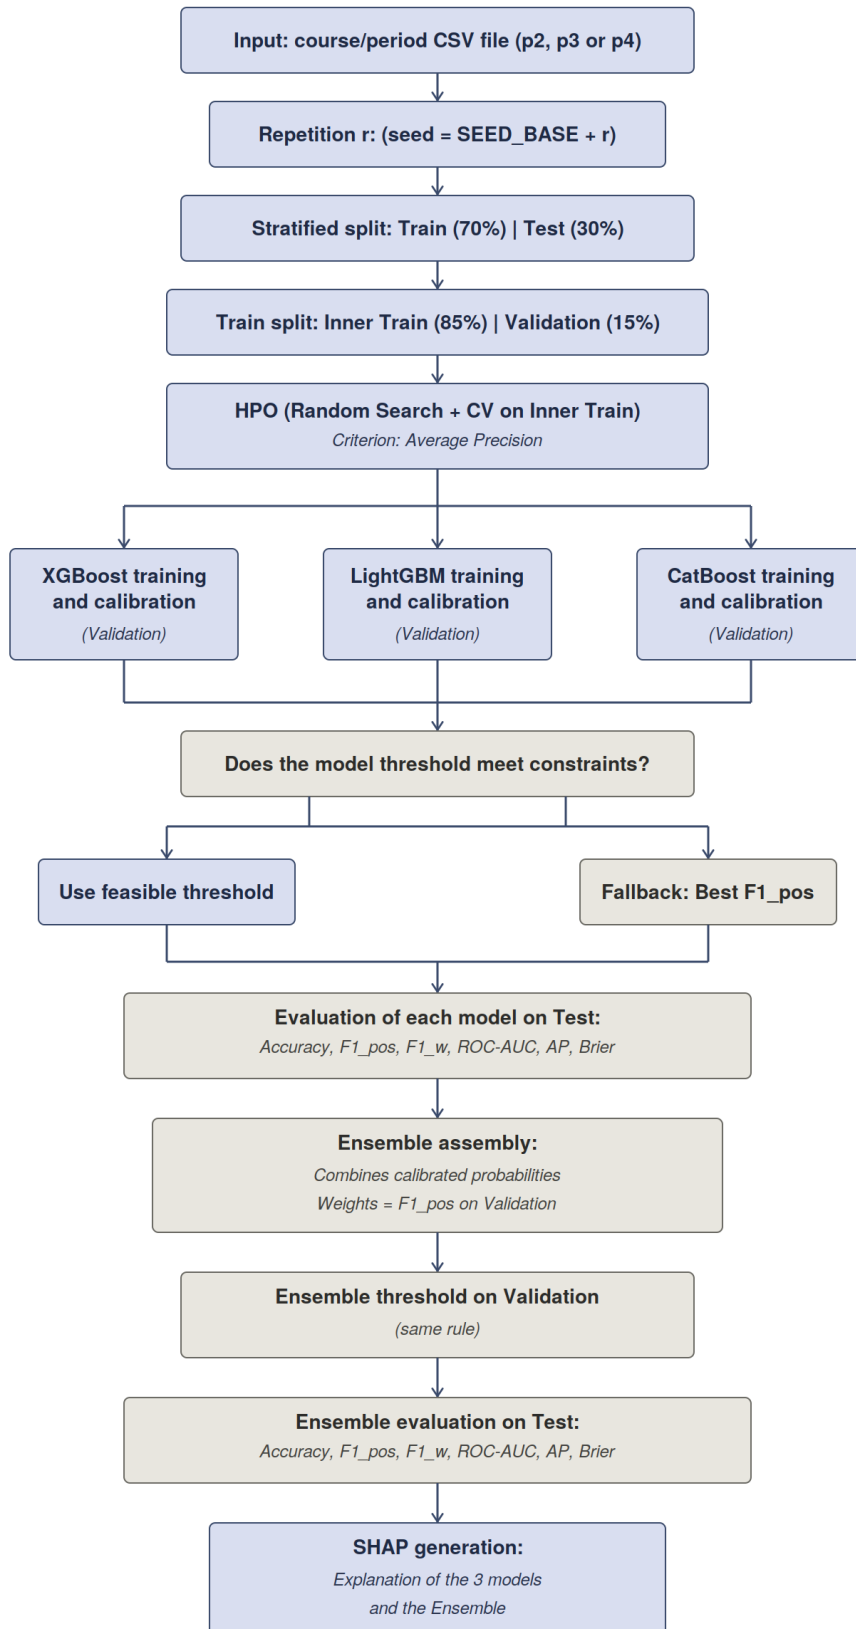 Input: course/period CSV file (p2, p3 or p4)
Repetition r: (seed = SEED_BASE + r)
Stratified split: Train (70%) | Test (30%)
Train split: Inner Train (85%) | Validation (15%)
HPO (Random Search + CV on Inner Train)
Criterion: Average Precision
XGBoost training
and calibration
(Validation)
LightGBM training
and calibration
(Validation)
CatBoost training
and calibration
(Validation)
Does the model threshold meet constraints?
Use feasible threshold
Fallback: Best F1_pos
Evaluation of each model on Test:
Accuracy, F1_pos, F1_w, ROC-AUC, AP, Brier
Ensemble assembly:
Combines calibrated probabilities
Weights = F1_pos on Validation
Ensemble threshold on Validation
(same rule)
Ensemble evaluation on Test:
Accuracy, F1_pos, F1_w, ROC-AUC, AP, Brier
SHAP generation:
Explanation of the 3 models
and the Ensemble